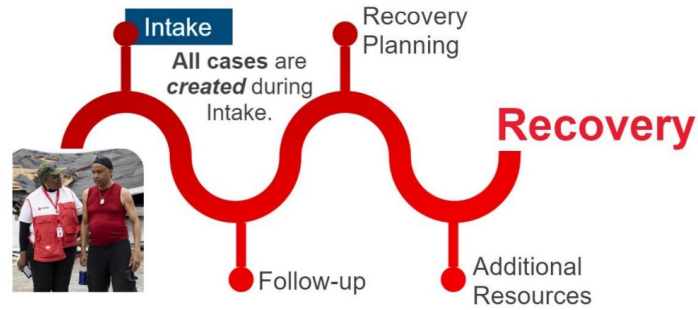 Intake
All cases are
created during
Intake.
Recovery
Planning
Recovery
Follow-up
Additional
Resources